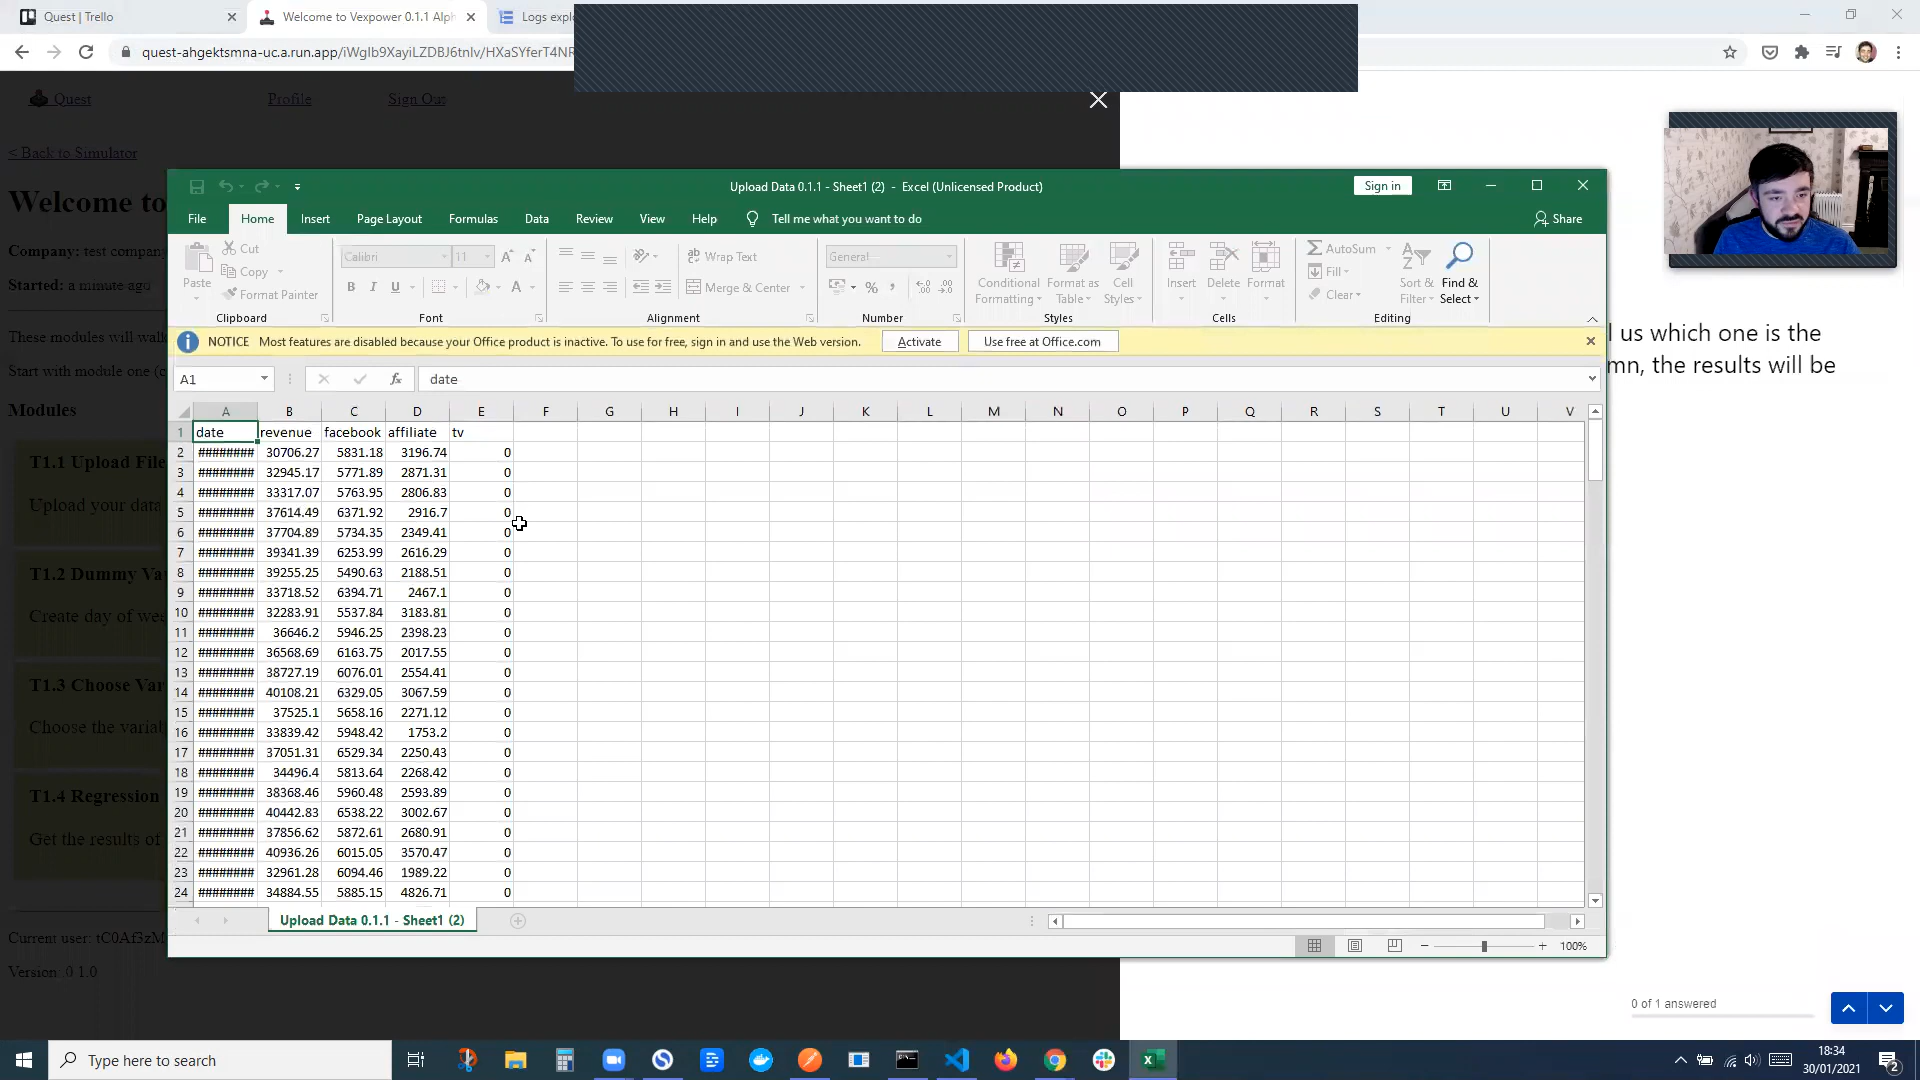 Quest | Trello
Welcome to Vexpower 0.1.1 Alph
Logs explo
quest-ahgektsmna-uc.a.run.app/iWgIb9XayiLZDBJ6tnIv/HXaSYferT4NR
Quest
Profile
Sign Out
< Back to Simulator
Welcome to
Company: test company
Started: a minute ago
These modules will walk
Start with module one (c
Modules
T1.1 Upload File
Upload your data
T1.2 Dummy Va
Create day of wee
T1.3 Choose Var
Choose the variab
T1.4 Regression
Get the results of
Version: 0.1.0
Upload Data 0.1.1 - Sheet1 (2) - Excel (Unlicensed Product)
Sign in
File Home Insert Page Layout Formulas Data Review View Help Tell me what you want to do
Share
Paste
Cut
Copy
Format Painter
Clipboard
Calibri 11
B I U
Font
Wrap Text
Merge & Center
Alignment
General
Number
Conditional Formatting
Format as Table
Cell Styles
Styles
Insert Delete Format
Cells
AutoSum
Fill
Clear
Sort & Filter
Find & Select
Editing
NOTICE Most features are disabled because your Office product is inactive. To use for free, sign in and use the Web version. Activate Use free at Office.com
A1 fx date
A B C D E F G H I J K L M N O P Q R S T U V
1 date revenue facebook affiliate tv
2 ######## 30706.27 5831.18 3196.74 0
3 ######## 32945.17 5771.89 2871.31 0
4 ######## 33317.07 5763.95 2806.83 0
5 ######## 37614.49 6371.92 2916.7 0
6 ######## 37704.89 5734.35 2349.41 0
7 ######## 39341.39 6253.99 2616.29 0
8 ######## 39255.25 5490.63 2188.51 0
9 ######## 33718.52 6394.71 2467.1 0
10 ######## 32283.91 5537.84 3183.81 0
11 ######## 36646.2 5946.25 2398.23 0
12 ######## 36568.69 6163.75 2017.55 0
13 ######## 38727.19 6076.01 2554.41 0
14 ######## 40108.21 6329.05 3067.59 0
15 ######## 37525.1 5658.16 2271.12 0
16 ######## 33839.42 5948.42 1753.2 0
17 ######## 37051.31 6529.34 2250.43 0
18 ######## 34496.4 5813.64 2268.42 0
19 ######## 38368.46 5960.48 2593.89 0
20 ######## 40442.83 6538.22 3002.67 0
21 ######## 37856.62 5872.61 2680.91 0
22 ######## 40936.26 6015.05 3570.47 0
23 ######## 32961.28 6094.46 1989.22 0
24 ######## 34884.55 5885.15 4826.71 0
Upload Data 0.1.1 - Sheet1 (2)
100%
l us which one is the
mn, the results will be
0 of 1 answered
Type here to search
18:34
30/01/2021
2